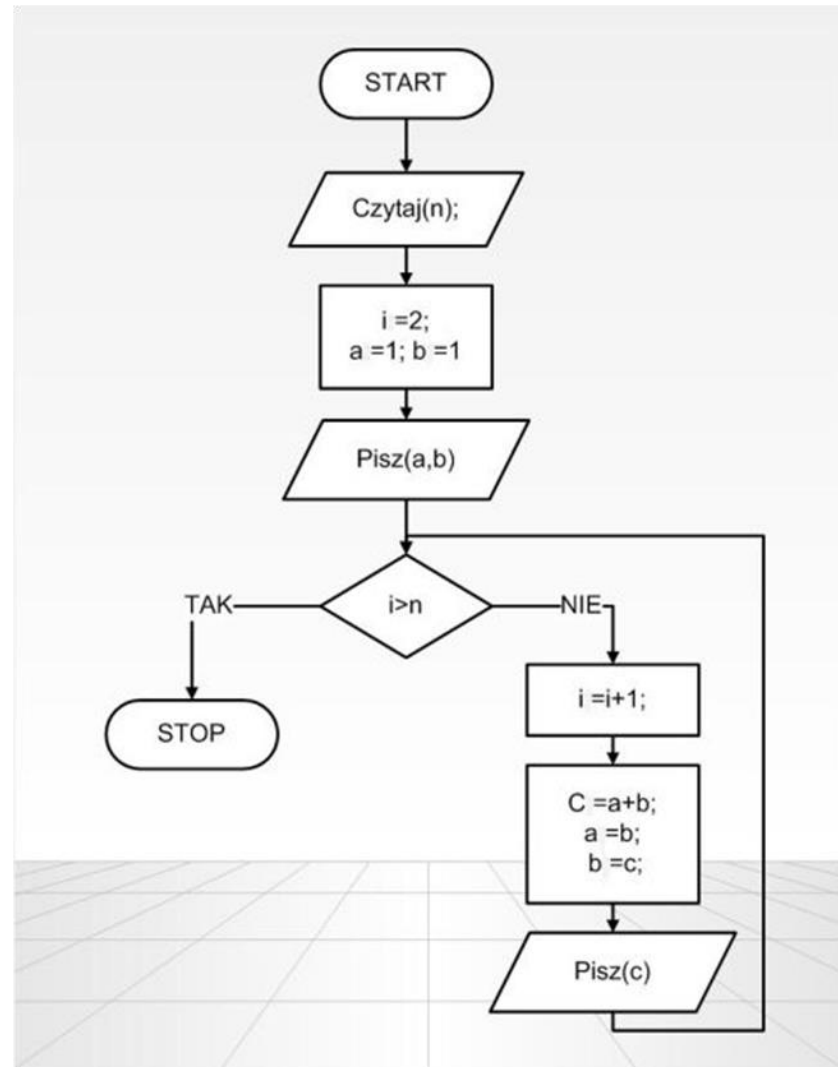 START
Czytaj(n);
i =2;
a =1; b =1
Pisz(a,b)
i>n
TAK
NIE
i =i+1;
STOP
C =a+b;
a =b;
b =c;
Pisz(c)